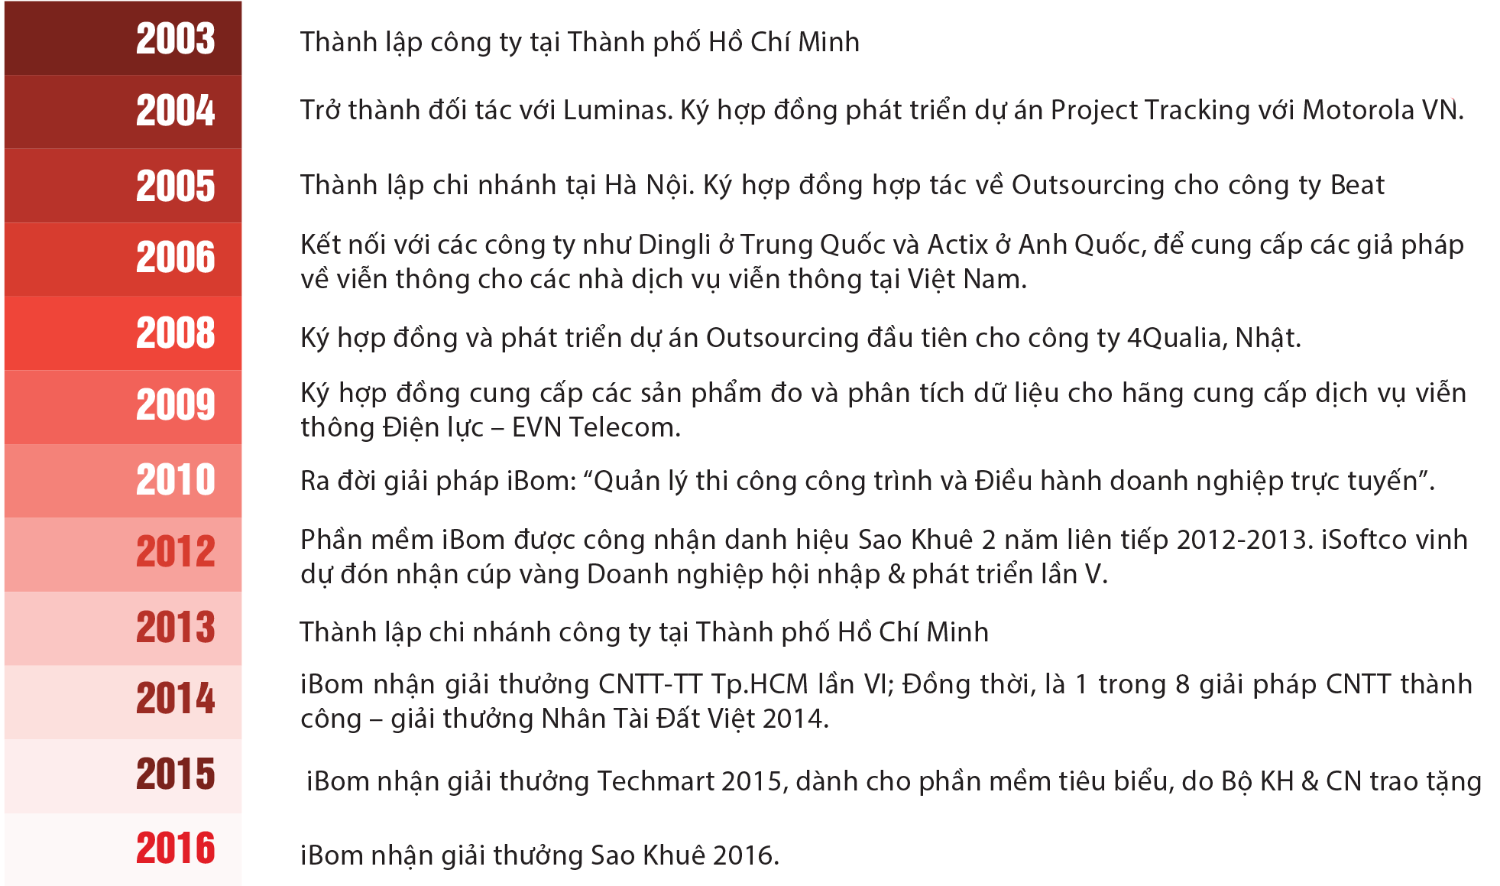 2003
Thành lập công ty tại Thành phố Hồ Chí Minh
2004
Trở thành đối tác với Luminas. Ký hợp đồng phát triển dự án Project Tracking với Motorola VN.
2005
Thành lập chi nhánh tại Hà Nội. Ký hợp đồng hợp tác về Outsourcing cho công ty Beat
2006
Kết nối với các công ty như Dingli ở Trung Quốc và Actix ở Anh Quốc, để cung cấp các giả pháp
về viễn thông cho các nhà dịch vụ viễn thông tại Việt Nam.
2008
Ký hợp đồng và phát triển dự án Outsourcing đầu tiên cho công ty 4Qualia, Nhật.
2009
Ký hợp đồng cung cấp các sản phẩm đo và phân tích dữ liệu cho hãng cung cấp dịch vụ viễn
thông Điện lực – EVN Telecom.
2010
Ra đời giải pháp iBom: “Quản lý thi công công trình và Điều hành doanh nghiệp trực tuyến”.
2012
Phần mềm iBom được công nhận danh hiệu Sao Khuê 2 năm liên tiếp 2012-2013. iSoftco vinh
dự đón nhận cúp vàng Doanh nghiệp hội nhập & phát triển lần V.
2013
Thành lập chi nhánh công ty tại Thành phố Hồ Chí Minh
2014
iBom nhận giải thưởng CNTT-TT Tp.HCM lần VI; Đồng thời, là 1 trong 8 giải pháp CNTT thành
công – giải thưởng Nhân Tài Đất Việt 2014.
2015
iBom nhận giải thưởng Techmart 2015, dành cho phần mềm tiêu biểu, do Bộ KH & CN trao tặng
2016
iBom nhận giải thưởng Sao Khuê 2016.